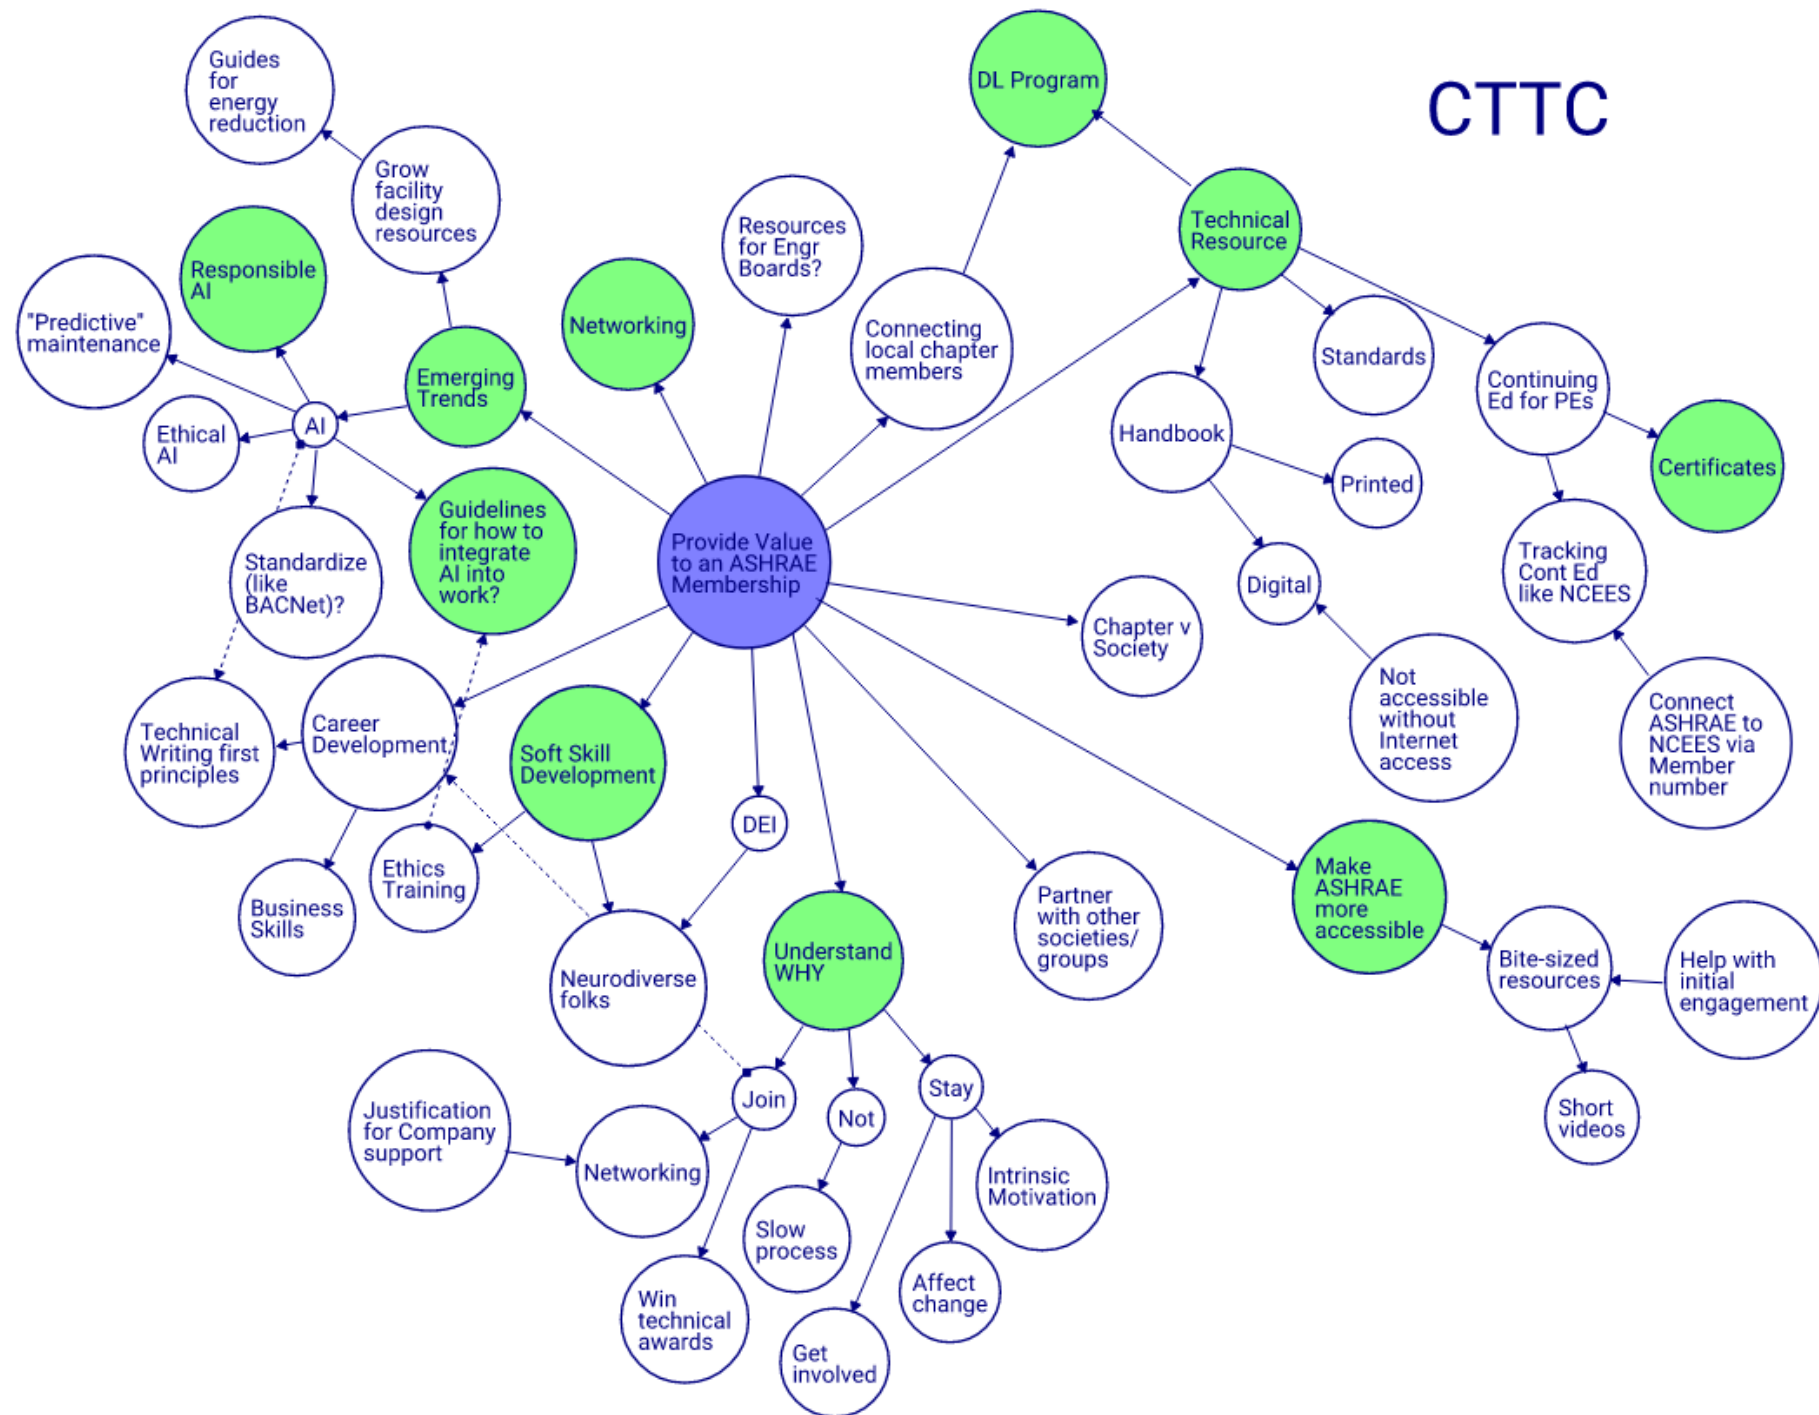 CTTC
Guides
for
energy
reduction
DL Program
Grow
facility
design
resources
Resources
for Engr
Boards?
Technical
Resource
Responsible
AI
"Predictive"
maintenance
Networking
Connecting
local chapter
members
Standards
Emerging
Trends
Continuing
Ed for PEs
AI
Ethical
AI
Handbook
Certificates
Printed
Guidelines
for how to
integrate
AI into
work?
Provide Value
to an ASHRAE
Membership
Standardize
(like
BACNet)?
Digital
Tracking
Cont Ed
like NCEES
Chapter v
Society
Not
accessible
without
Internet
access
Connect
ASHRAE to
NCEES via
Member
number
Technical
Writing first
principles
Career
Development
Soft Skill
Development
DEI
Ethics
Training
Business
Skills
Make
ASHRAE
more
accessible
Partner
with other
societies/
groups
Understand
WHY
Neurodiverse
folks
Bite-sized
resources
Help with
initial
engagement
Join
Not
Stay
Short
videos
Justification
for Company
support
Networking
Intrinsic
Motivation
Slow
process
Affect
change
Win
technical
awards
Get
involved